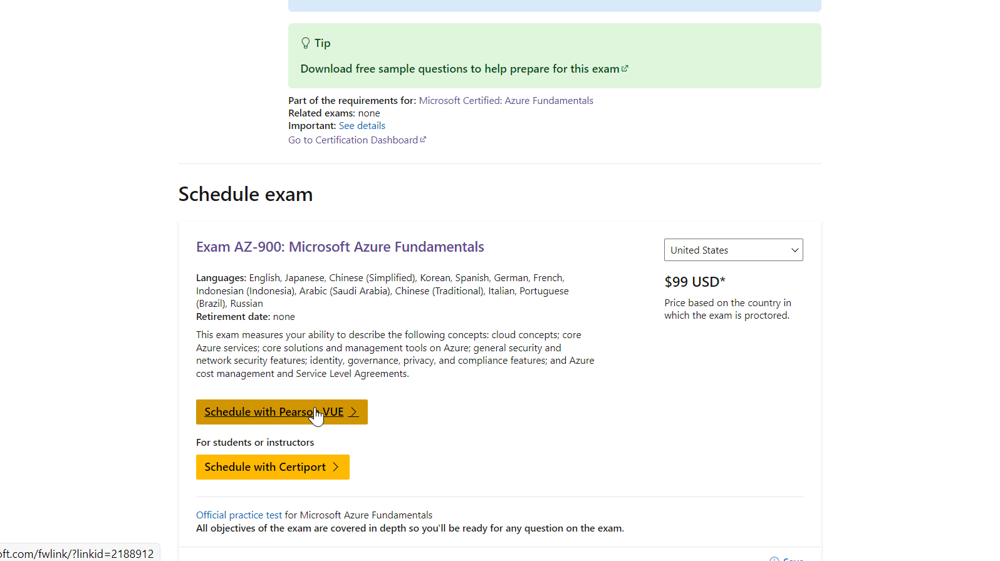 Tip
Download free sample questions to help prepare for this exam
Part of the requirements for: Microsoft Certified: Azure Fundamentals
Related exams: none
Important: See details
Go to Certification Dashboard
Schedule exam
Exam AZ-900: Microsoft Azure Fundamentals
Languages: English, Japanese, Chinese (Simplified), Korean, Spanish, German, French,
Indonesian (Indonesia), Arabic (Saudi Arabia), Chinese (Traditional), Italian, Portuguese
(Brazil), Russian
Retirement date: none
This exam measures your ability to describe the following concepts: cloud concepts; core
Azure services; core solutions and management tools on Azure; general security and
network security features; identity, governance, privacy, and compliance features; and Azure
cost management and Service Level Agreements.
United States
$99 USD*
Price based on the country in
which the exam is proctored.
Schedule with Pearson VUE
For students or instructors
Schedule with Certiport
Official practice test for Microsoft Azure Fundamentals
All objectives of the exam are covered in depth so you'll be ready for any question on the exam.
oft.com/fwlink/?linkid=2188912
Save